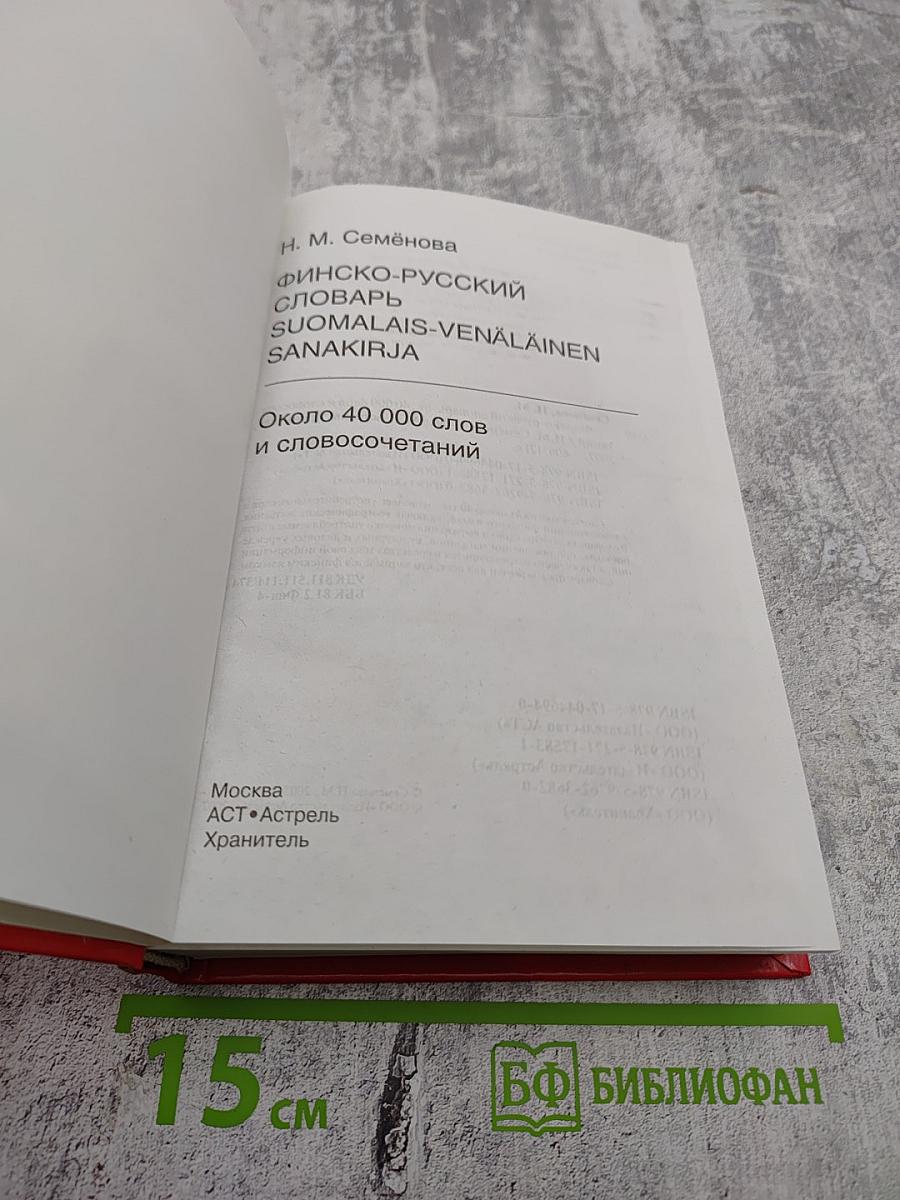 Н. М. Семёнова
ФИНСКО-РУССКИЙ
СЛОВАРЬ
SUOMALAIS-VENÄLÄINEN
SANAKIRJA
Около 40 000 слов
и словосочетаний
Москва
АСТ•Астрель
Хранитель
15 см
БФ БИБЛИОФАН